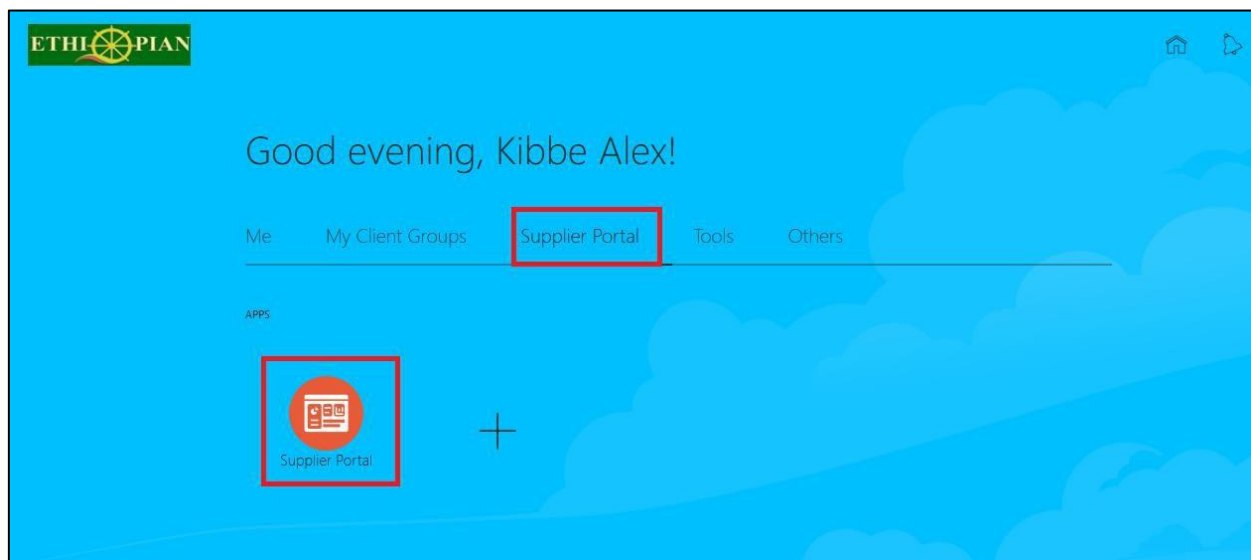 ETHIOPIAN
Good evening, Kibbe Alex!
Me My Client Groups Supplier Portal Tools Others
APPS
Supplier Portal